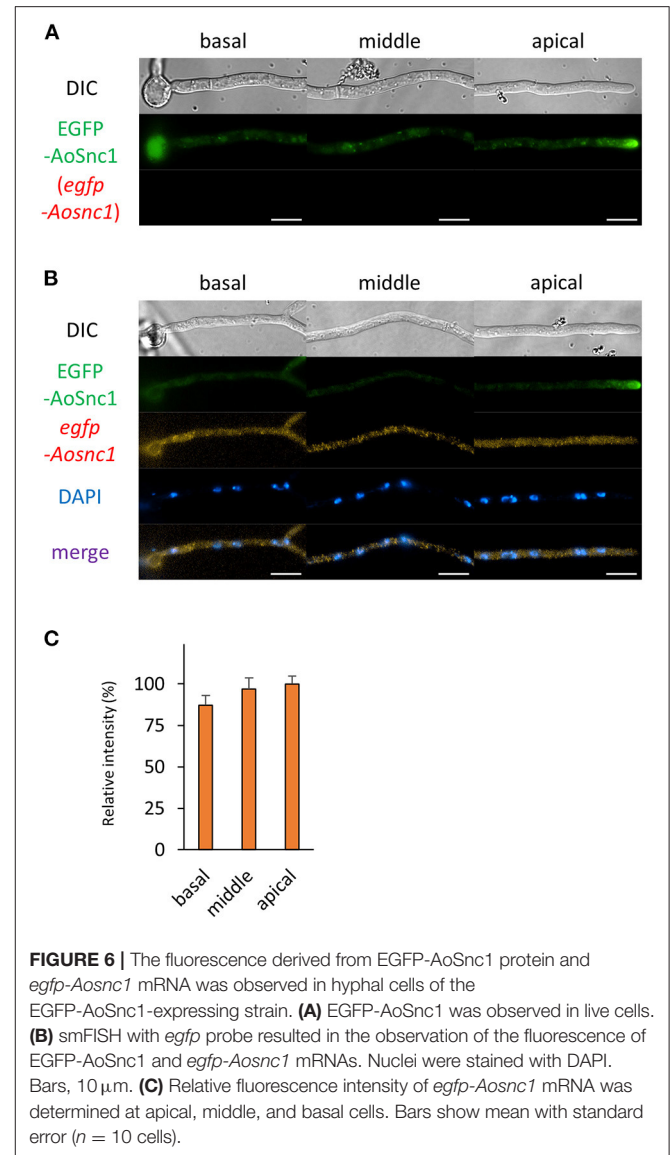 A
basal middle apical
DIC
EGFP
-AoSnc1
(egfp
-Aosnc1)
B
basal middle apical
DIC
EGFP
-AoSnc1
egfp
-Aosnc1
DAPI
merge
C
Relative intensity (%)
100
75
50
25
0
basal middle apical
FIGURE 6 | The fluorescence derived from EGFP-AoSnc1 protein and
egfp-Aosnc1 mRNA was observed in hyphal cells of the
EGFP-AoSnc1-expressing strain. (A) EGFP-AoSnc1 was observed in live cells.
(B) smFISH with egfp probe resulted in the observation of the fluorescence of
EGFP-AoSnc1 and egfp-Aosnc1 mRNAs. Nuclei were stained with DAPI.
Bars, 10 μm. (C) Relative fluorescence intensity of egfp-Aosnc1 mRNA was
determined at apical, middle, and basal cells. Bars show mean with standard
error (n = 10 cells).